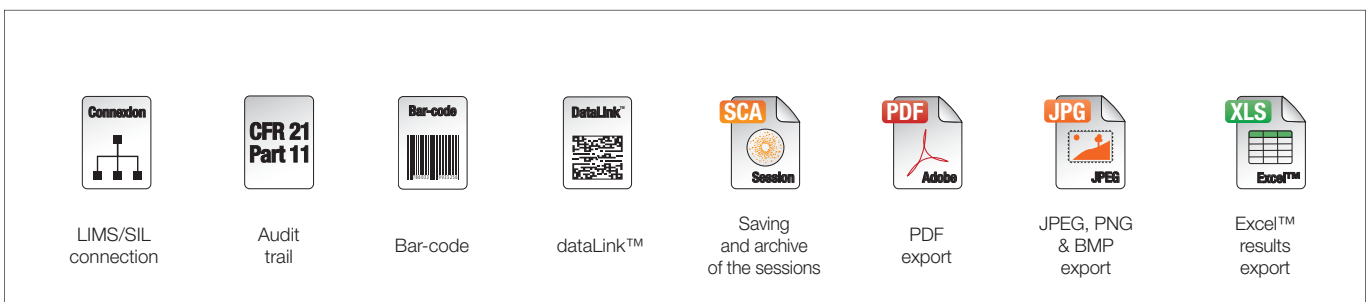 Connexion
CFR 21
Part 11
Bar-code
DataLink™
SCA
Session
PDF
Adobe
JPG
JPEG
XLS
Excel™
LIMS/SIL
connection
Audit
trail
Bar-code
dataLink™
Saving
and archive
of the sessions
PDF
export
JPEG, PNG
& BMP
export
Excel™
results
export